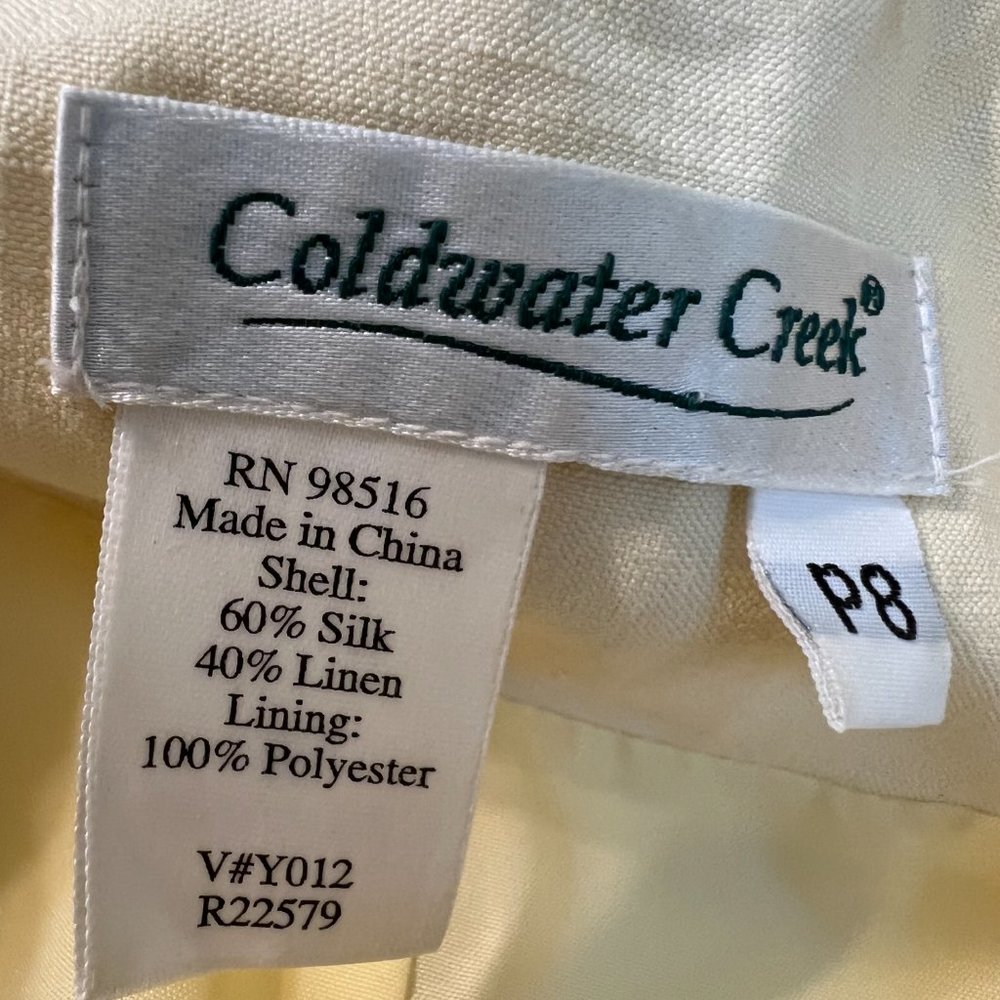 Coldwater Creek®
RN 98516
Made in China
Shell:
60% Silk
40% Linen
Lining:
100% Polyester
V#Y012
R22579
P8